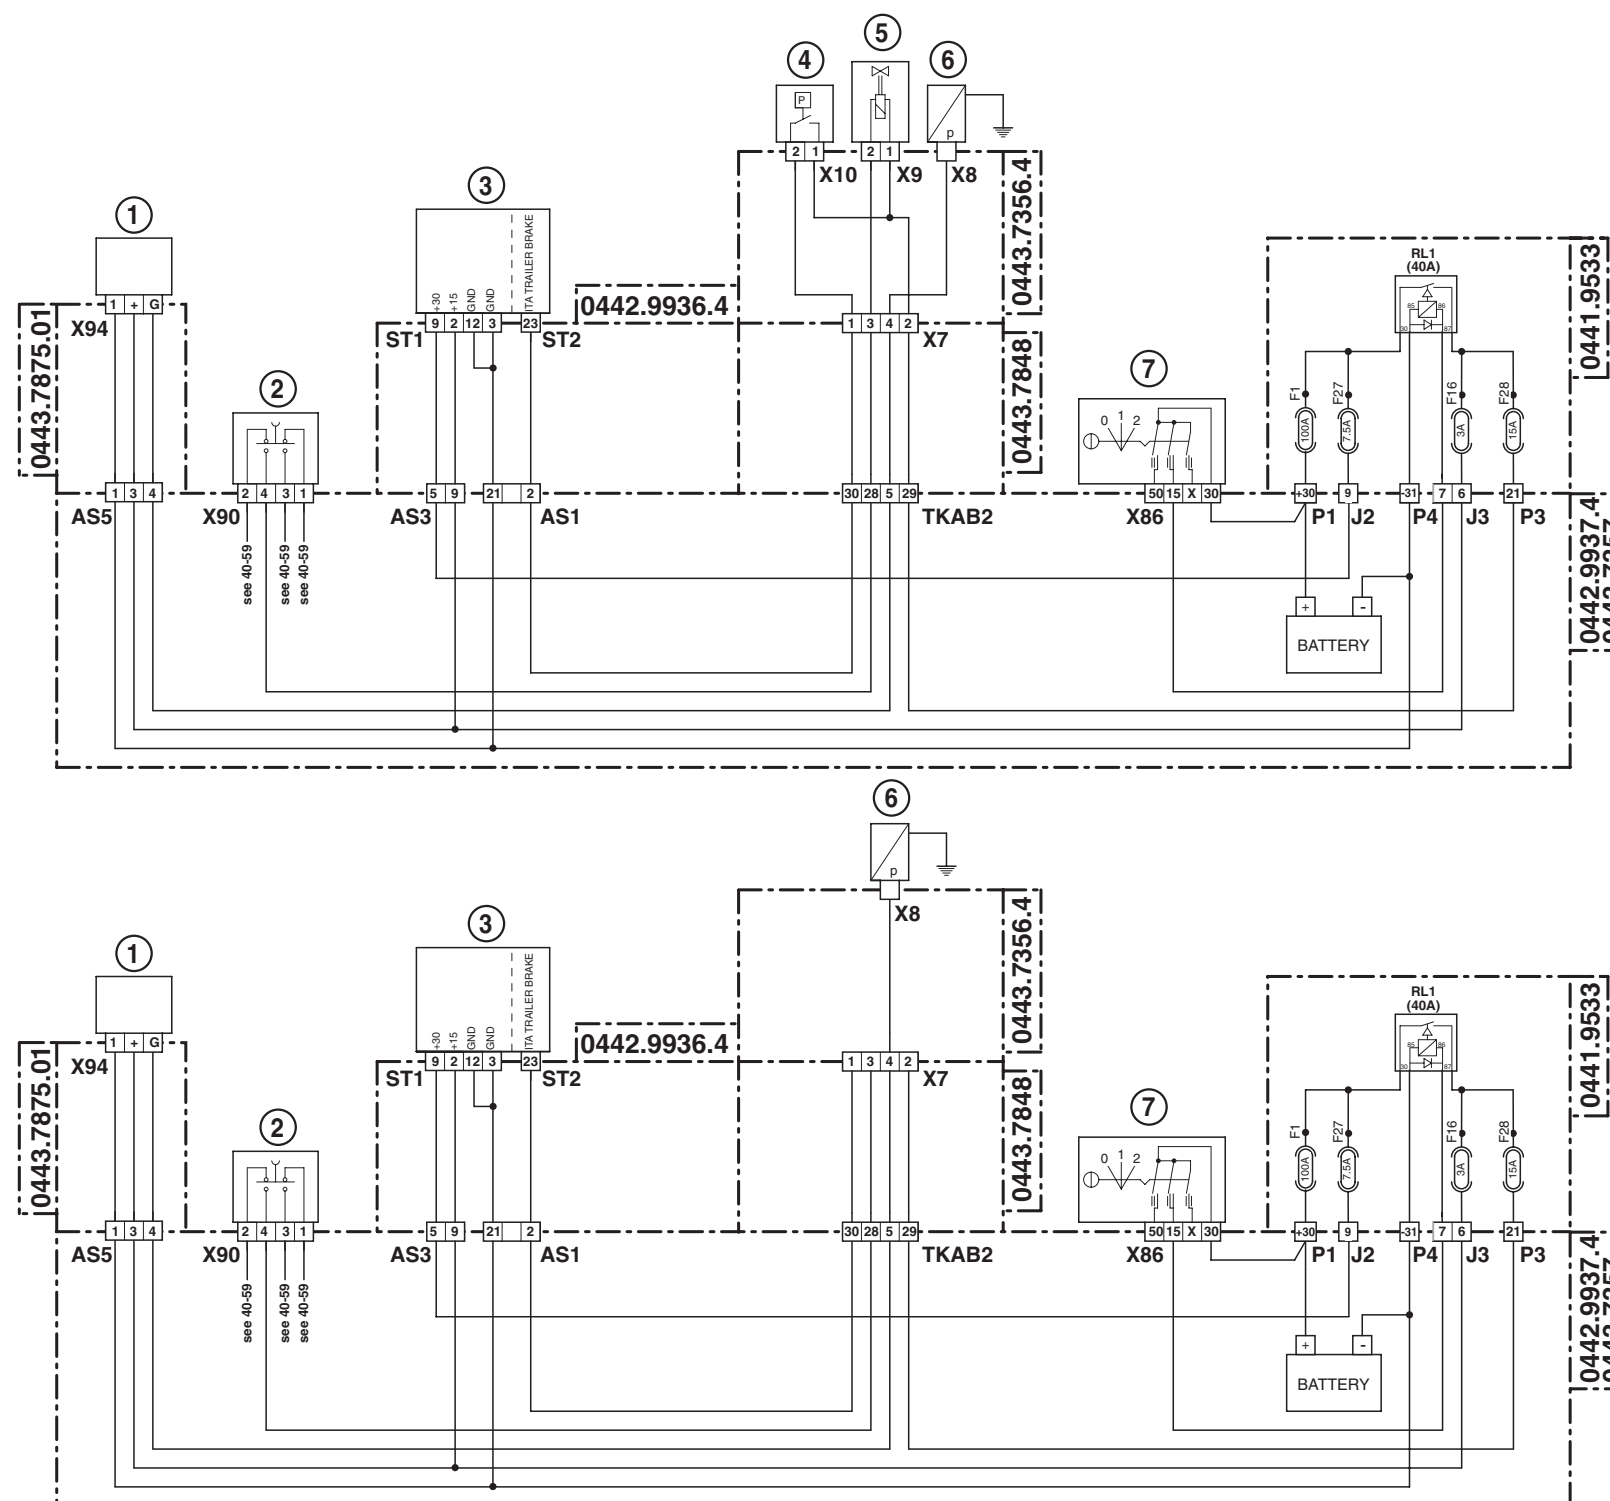 5
4
6
P
p
2 1
2 1
X10
X9
X8
3
1
0443.7356.4
ITA TRAILER BRAKE
RL1
(40A)
0441.9533
+30
+15
GND
GND
0442.9936.4
85
86
30
87
1 + G
X94
9 2 12 3
23
ST1
ST2
1 3 4 2
X7
0443.7875.01
0443.7848
7
2
0 1 2
F1
F27
F16
F28
100A
7.5A
3A
15A
1 3 4
2 4 3 1
5 9
21
2
30 28 5 29
50 15 X 30
+30
9
-31
7 6
21
AS5
X90
AS3
AS1
TKAB2
X86
P1
J2
P4
J3
P3
see 40-59
see 40-59
see 40-59
0442.9937.4
+
-
BATTERY
6
p
X8
3
1
0443.7356.4
ITA TRAILER BRAKE
RL1
(40A)
0441.9533
+30
+15
GND
GND
0442.9936.4
85
86
30
87
1 + G
X94
9 2 12 3
23
ST1
ST2
1 3 4 2
X7
0443.7875.01
0443.7848
7
2
0 1 2
F1
F27
F16
F28
100A
7.5A
3A
15A
1 3 4
2 4 3 1
5 9
21
2
30 28 5 29
50 15 X 30
+30
9
-31
7 6
21
AS5
X90
AS3
AS1
TKAB2
X86
P1
J2
P4
J3
P3
see 40-59
see 40-59
see 40-59
0442.9937.4
+
-
BATTERY